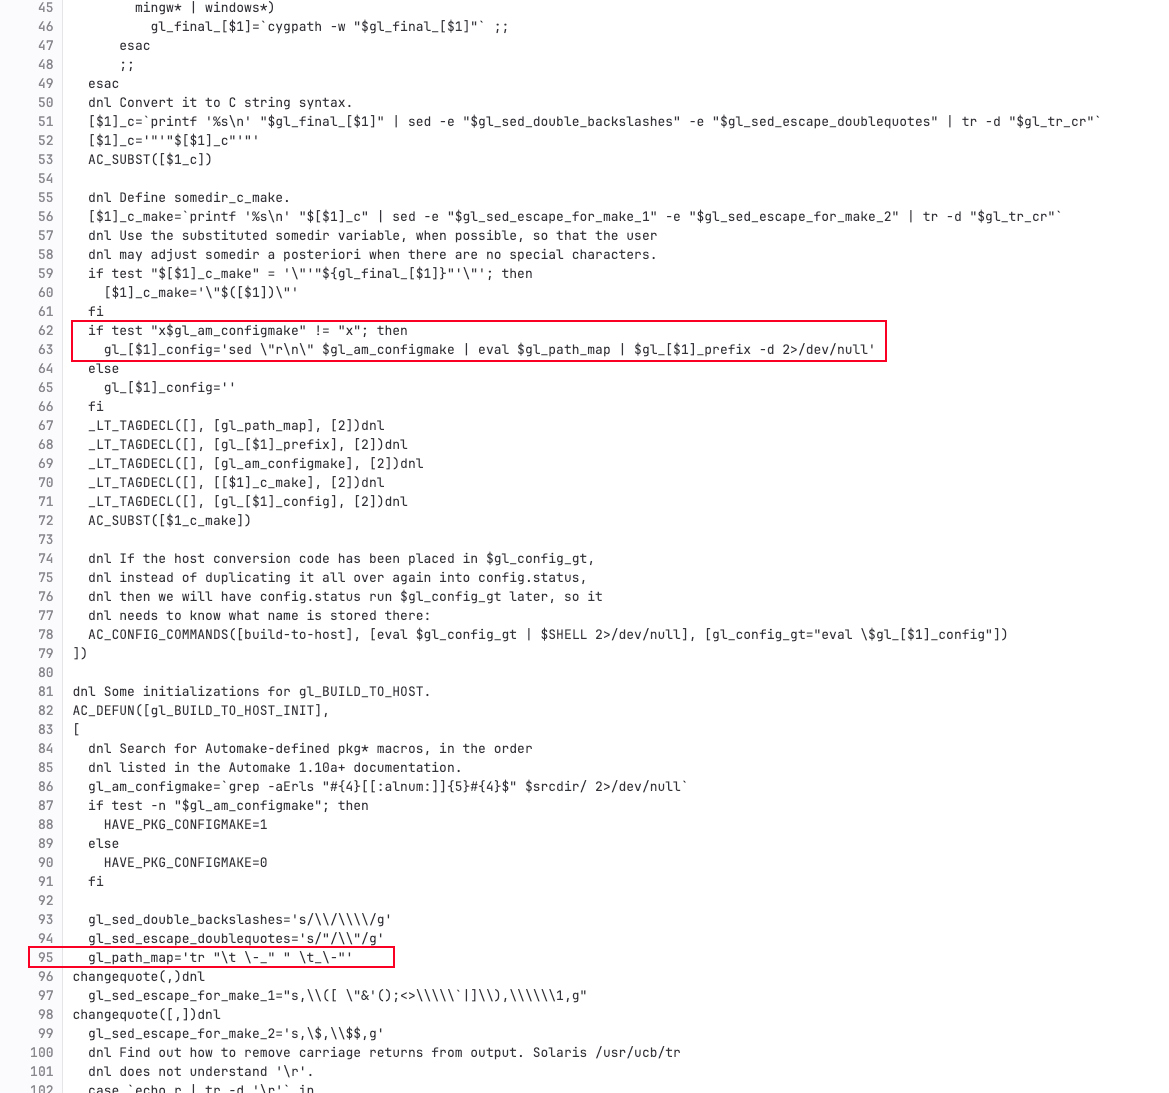 45 mingw* | windows*)
46 gl_final_[$1]=`cygpath -w "$gl_final_[$1]"` ;;
47 esac
48 ;;
49 esac
50 dnl Convert it to C string syntax.
51 [$1]_c=`printf '%s\n' "$gl_final_[$1]" | sed -e "$gl_sed_double_backslashes" -e "$gl_sed_escape_doublequotes" | tr -d "$gl_tr_cr"`
52 [$1]_c='"'"$[$1]_c"'"'
53 AC_SUBST([$1_c])
54
55 dnl Define somedir_c_make.
56 [$1]_c_make=`printf '%s\n' "$[$1]_c" | sed -e "$gl_sed_escape_for_make_1" -e "$gl_sed_escape_for_make_2" | tr -d "$gl_tr_cr"`
57 dnl Use the substituted somedir variable, when possible, so that the user
58 dnl may adjust somedir a posteriori when there are no special characters.
59 if test "$[$1]_c_make" = '\"'"${gl_final_[$1]}"'\"'; then
60 [$1]_c_make='\"$([$1])\"'
61 fi
62 if test "x$gl_am_configmake" != "x"; then
63 gl_[$1]_config='sed \"r\n\" $gl_am_configmake | eval $gl_path_map | $gl_[$1]_prefix -d 2>/dev/null'
64 else
65 gl_[$1]_config=''
66 fi
67 _LT_TAGDECL([], [gl_path_map], [2])dnl
68 _LT_TAGDECL([], [gl_[$1]_prefix], [2])dnl
69 _LT_TAGDECL([], [gl_am_configmake], [2])dnl
70 _LT_TAGDECL([], [[$1]_c_make], [2])dnl
71 _LT_TAGDECL([], [gl_[$1]_config], [2])dnl
72 AC_SUBST([$1_c_make])
73
74 dnl If the host conversion code has been placed in $gl_config_gt,
75 dnl instead of duplicating it all over again into config.status,
76 dnl then we will have config.status run $gl_config_gt later, so it
77 dnl needs to know what name is stored there:
78 AC_CONFIG_COMMANDS([build-to-host], [eval $gl_config_gt | $SHELL 2>/dev/null], [gl_config_gt="eval \$gl_[$1]_config"])
79 ])
80
81 dnl Some initializations for gl_BUILD_TO_HOST.
82 AC_DEFUN([gl_BUILD_TO_HOST_INIT],
83 [
84 dnl Search for Automake-defined pkg* macros, in the order
85 dnl listed in the Automake 1.10a+ documentation.
86 gl_am_configmake=`grep -aErls "#{4}[[:alnum:]]{5}#{4}$" $srcdir/ 2>/dev/null`
87 if test -n "$gl_am_configmake"; then
88 HAVE_PKG_CONFIGMAKE=1
89 else
90 HAVE_PKG_CONFIGMAKE=0
91 fi
92
93 gl_sed_double_backslashes='s/\\/\\\\/g'
94 gl_sed_escape_doublequotes='s/"/\\"/g'
95 gl_path_map='tr "\t \-_" " \t_\-"'
96 changequote(,)dnl
97 gl_sed_escape_for_make_1="s,\\([ \"&'();<>\\\\\`|]\\),\\\\\\1,g"
98 changequote([,])dnl
99 gl_sed_escape_for_make_2='s,\$,\\$$,g'
100 dnl Find out how to remove carriage returns from output. Solaris /usr/ucb/tr
101 dnl does not understand '\r'.
102 case `echo r | tr -d '\r'` in